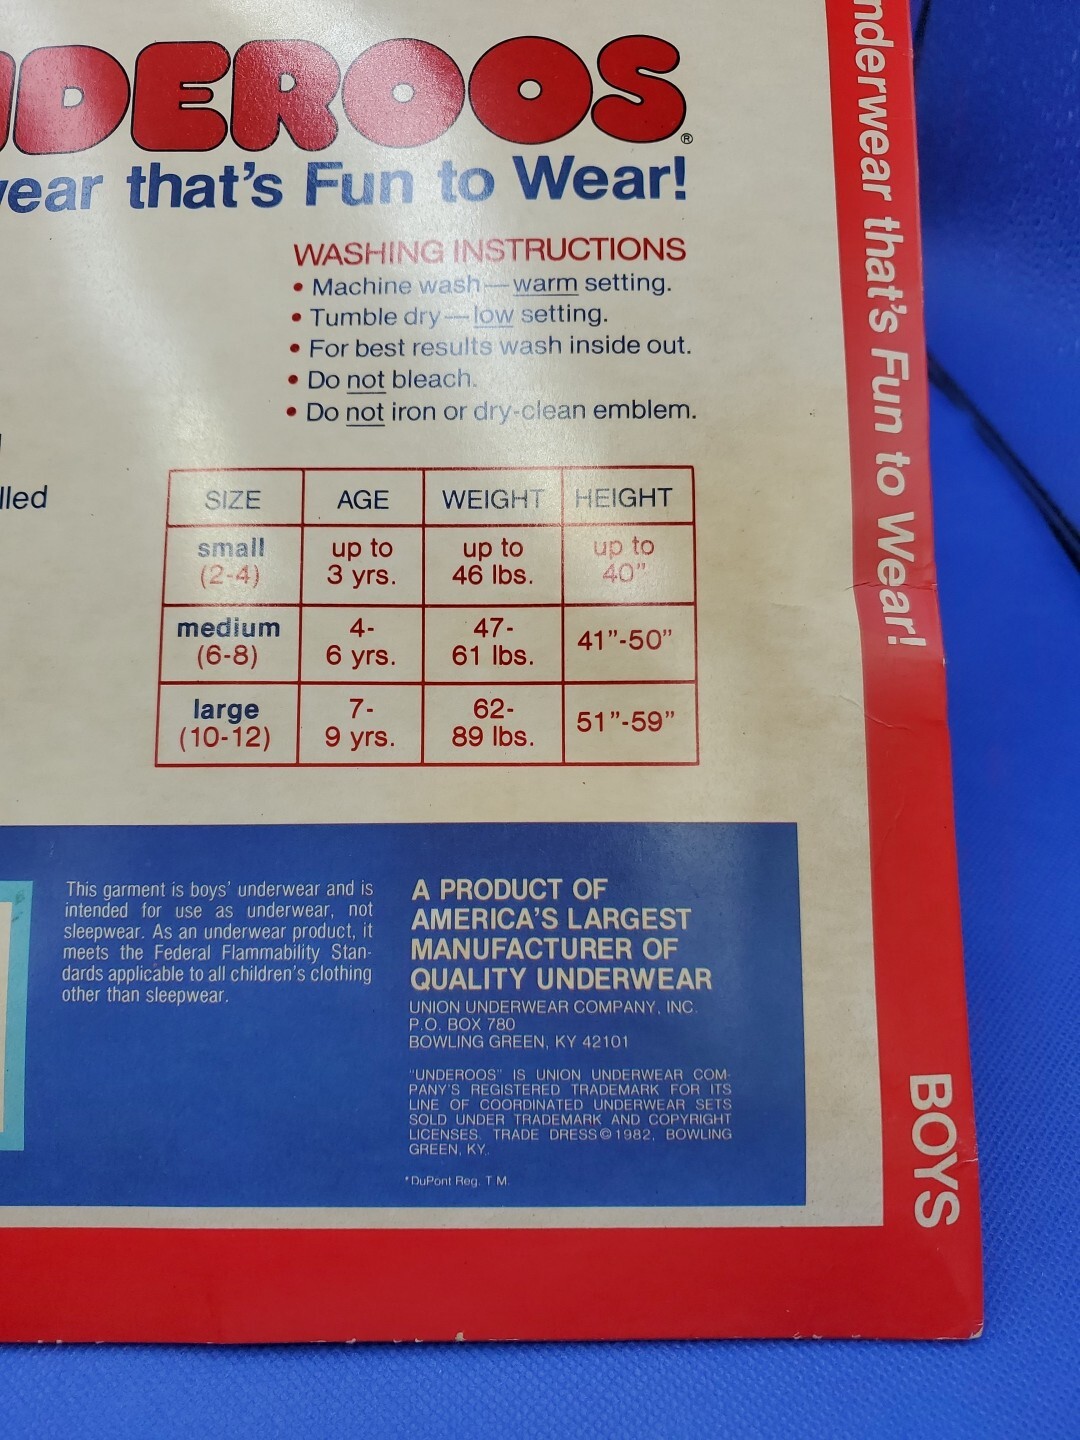 UNDEROOS®
wear that's Fun to Wear!
WASHING INSTRUCTIONS
• Machine wash—warm setting.
• Tumble dry—low setting.
• For best results wash inside out.
• Do not bleach.
• Do not iron or dry-clean emblem.
lled
SIZE AGE WEIGHT HEIGHT
small up to up to up to
(2-4) 3 yrs. 46 lbs. 40"
medium 4- 47- 41"-50"
(6-8) 6 yrs. 61 lbs.
large 7- 62- 51"-59"
(10-12) 9 yrs. 89 lbs.
This garment is boys' underwear and is
intended for use as underwear, not
sleepwear. As an underwear product, it
meets the Federal Flammability Stan-
dards applicable to all children's clothing
other than sleepwear.
A PRODUCT OF
AMERICA'S LARGEST
MANUFACTURER OF
QUALITY UNDERWEAR
UNION UNDERWEAR COMPANY, INC.
P.O. BOX 780
BOWLING GREEN, KY 42101
"UNDEROOS" IS UNION UNDERWEAR COM-
PANY'S REGISTERED TRADEMARK FOR ITS
LINE OF COORDINATED UNDERWEAR SETS
SOLD UNDER TRADEMARK AND COPYRIGHT
LICENSES. TRADE DRESS © 1982, BOWLING
GREEN, KY.
*DuPont Reg. T.M.
nderwear that's Fun to Wear!
BOYS